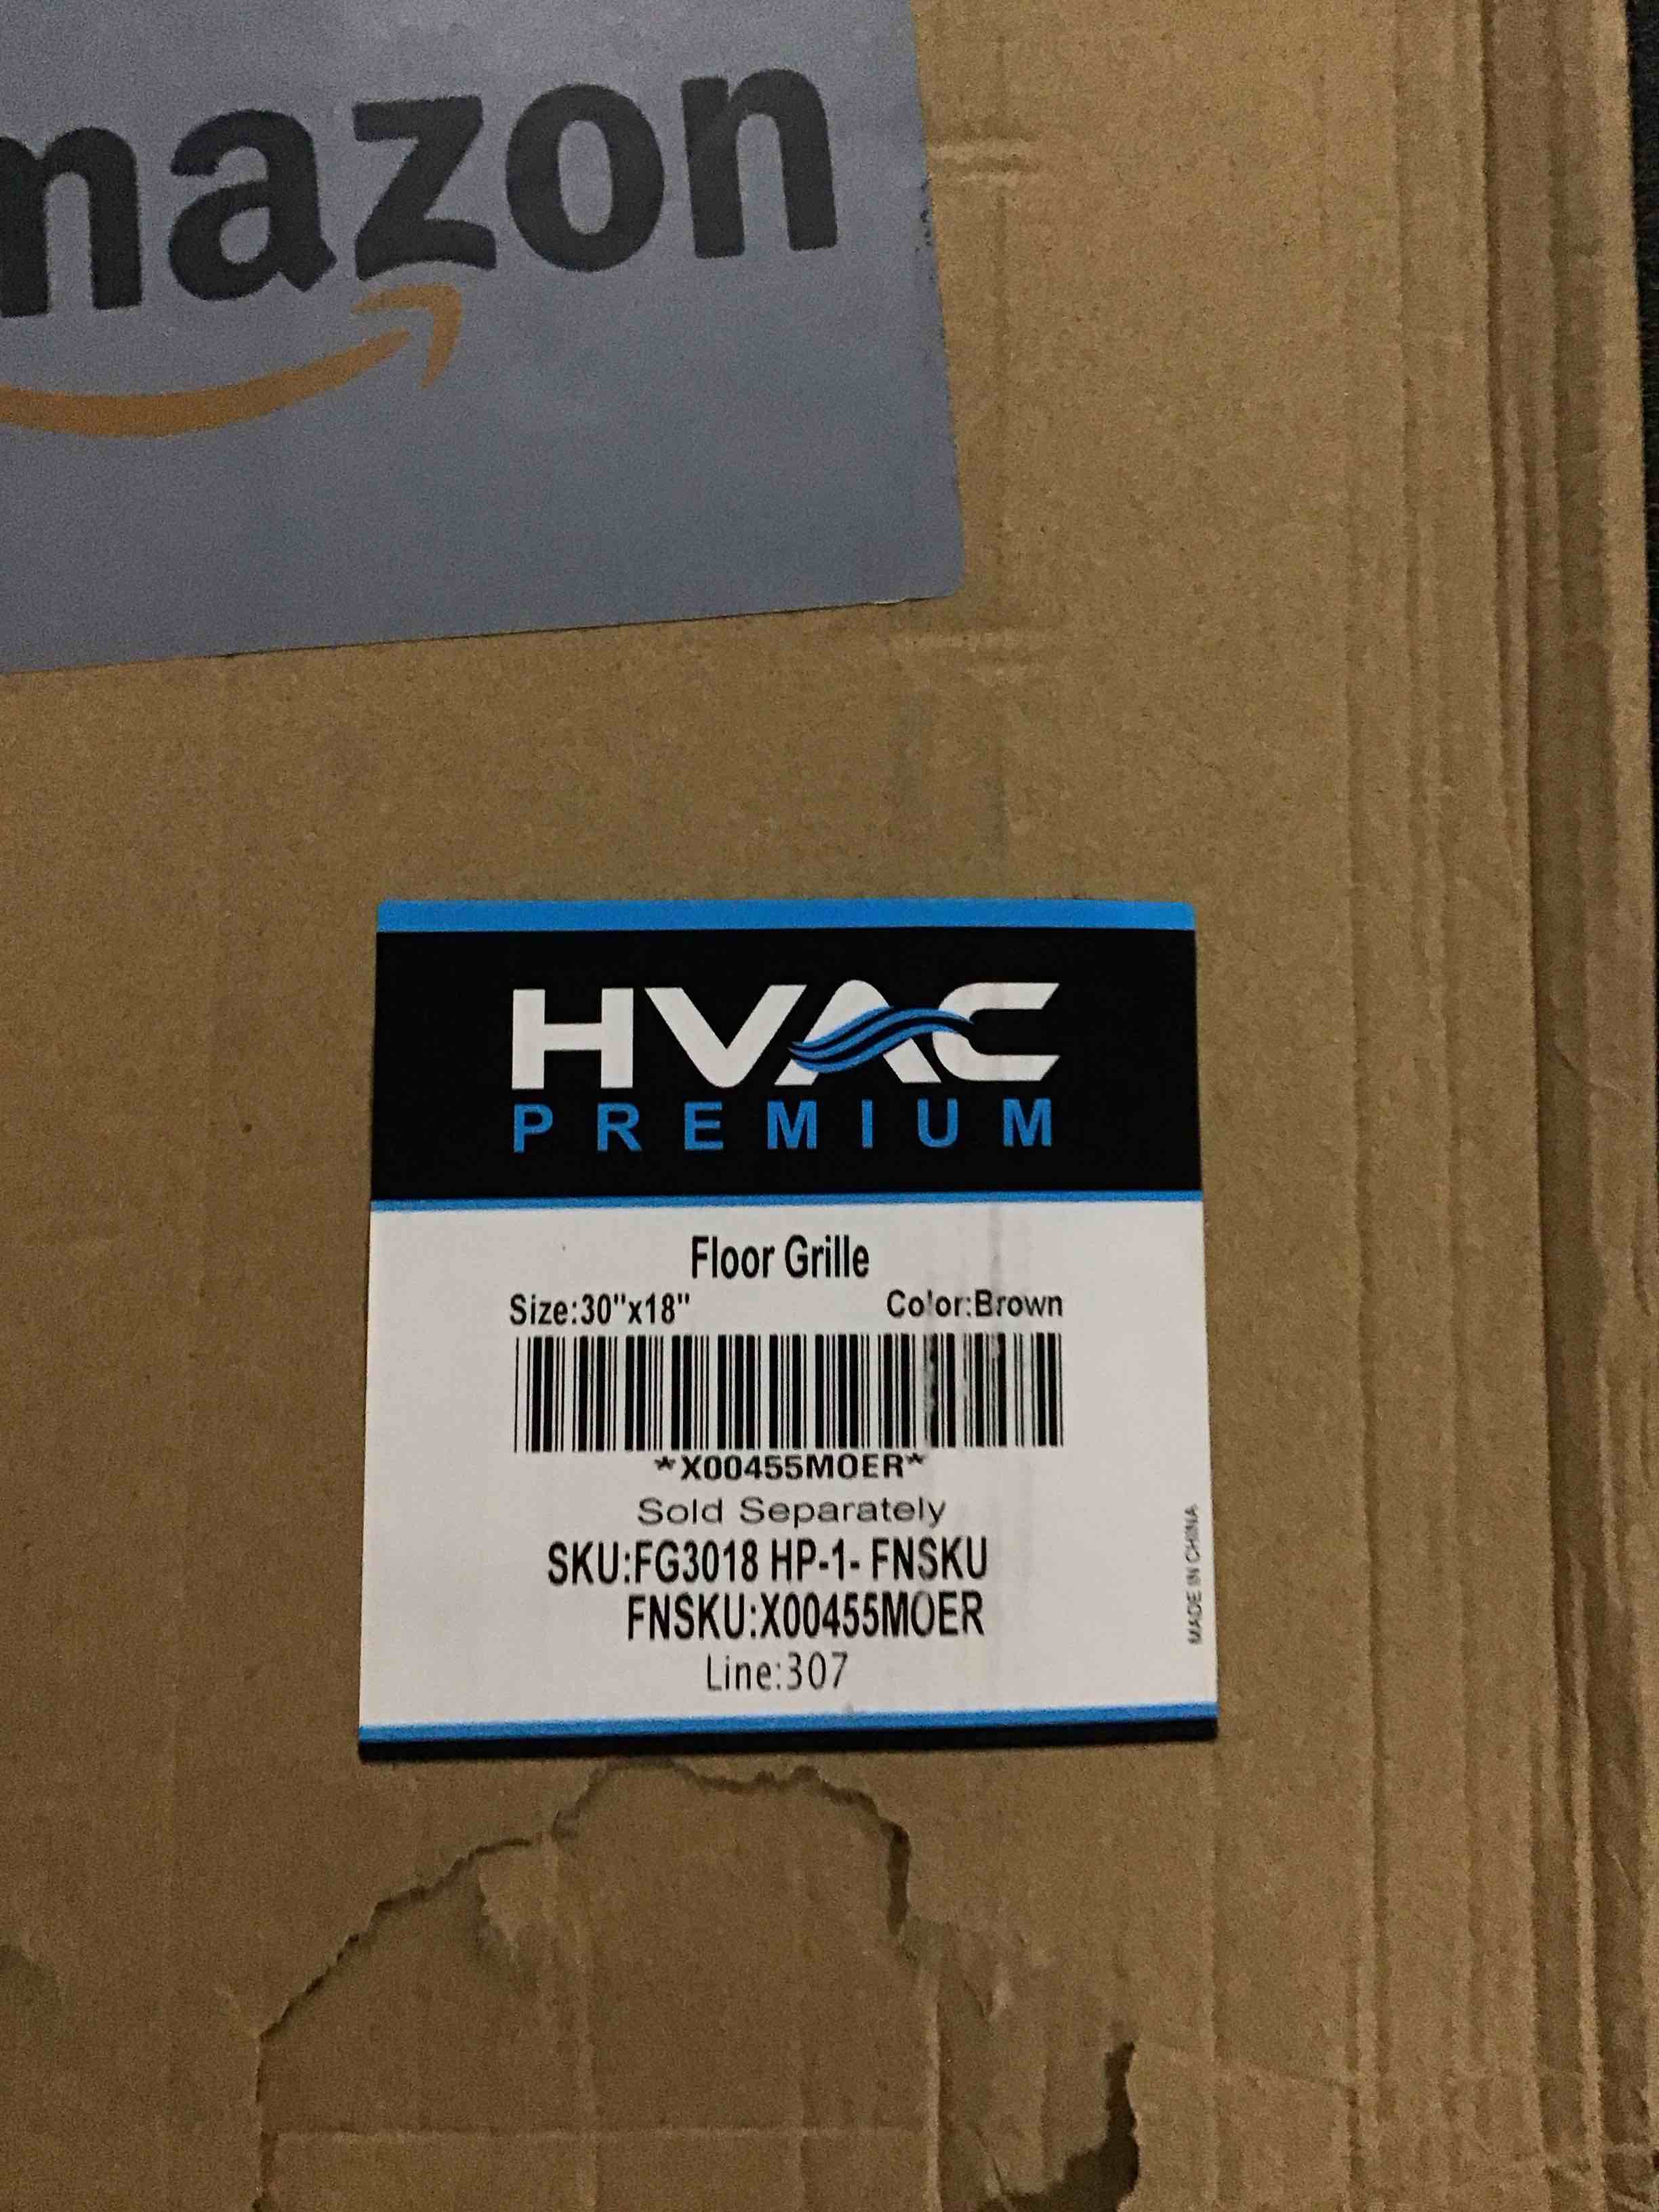 mazon
HVAC
PREMIUM
Floor Grille
Size:30"x18" Color:Brown
*X00455MOER*
Sold Separately
SKU:FG3018 HP-1- FNSKU
FNSKU:X00455MOER
Line:307
MADE IN CHINA